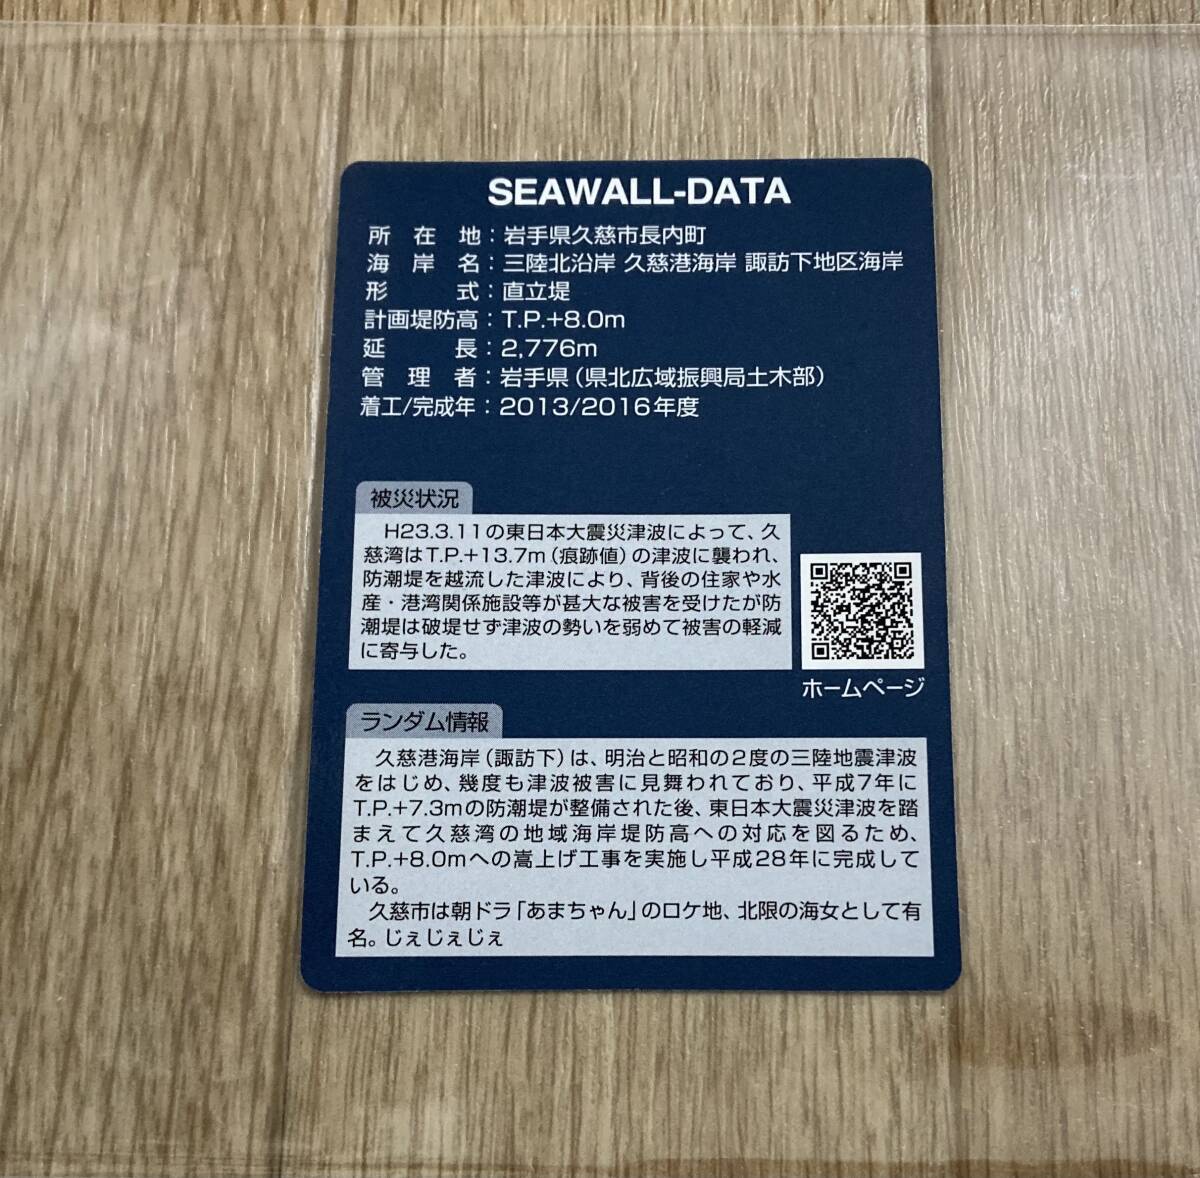 SEAWALL-DATA
所在地：岩手県久慈市長内町
海岸名：三陸北沿岸 久慈港海岸 諏訪下地区海岸
形式：直立堤
計画堤防高：T.P.+8.0m
延長：2,776m
管理者：岩手県（県北広域振興局土木部）
着工/完成年：2013/2016年度
被災状況
H23.3.11の東日本大震災津波によって、久
慈湾はT.P.+13.7m（痕跡値）の津波に襲われ、
防潮堤を越流した津波により、背後の住家や水
産・港湾関係施設等が甚大な被害を受けたが防
潮堤は破堤せず津波の勢いを弱めて被害の軽減
に寄与した。
ホームページ
ランダム情報
久慈港海岸（諏訪下）は、明治と昭和の2度の三陸地震津波
をはじめ、幾度も津波被害に見舞われており、平成7年に
T.P.+7.3mの防潮堤が整備された後、東日本大震災津波を踏
まえて久慈湾の地域海岸堤防高への対応を図るため、
T.P.+8.0mへの嵩上げ工事を実施し平成28年に完成して
いる。
久慈市は朝ドラ「あまちゃん」のロケ地、北限の海女として有
名。じぇじぇじぇ